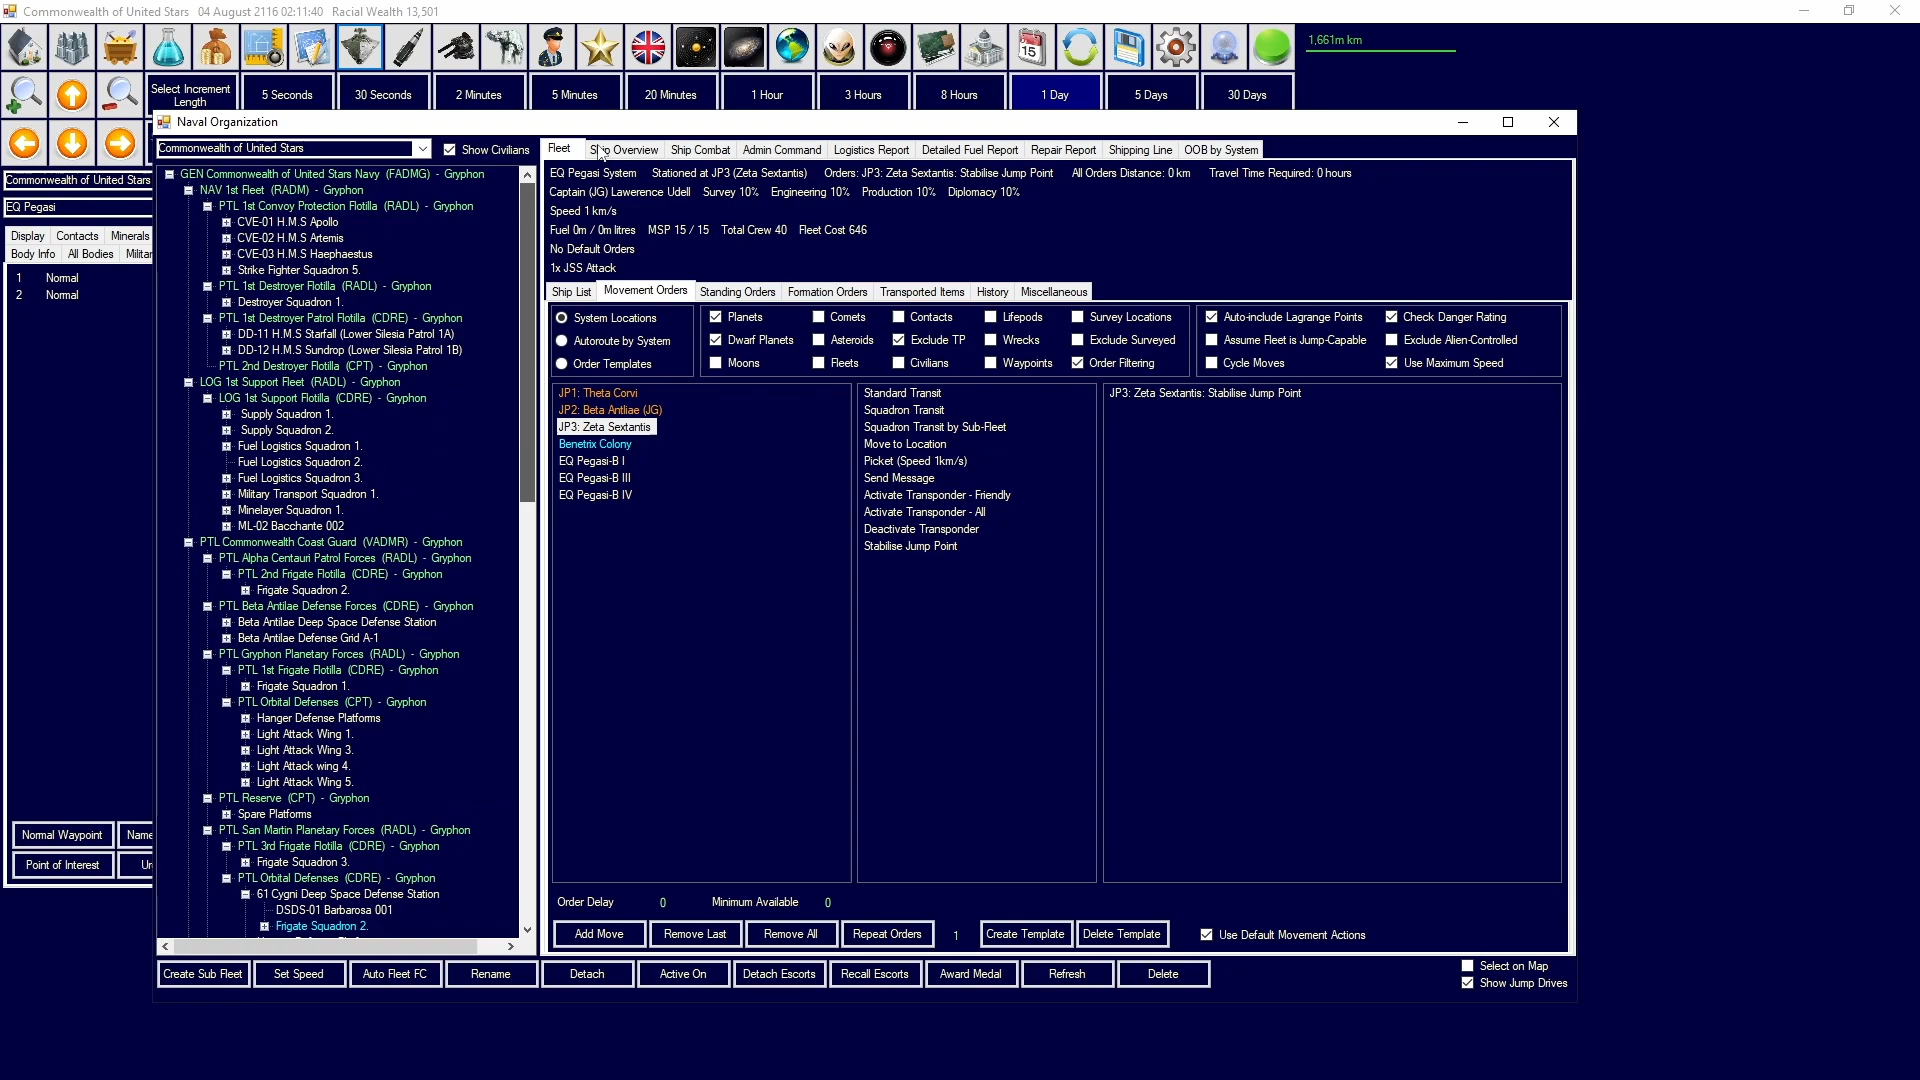 Commonwealth of United Stars   04 August 2116 02:11:40   Racial Wealth 13,501
1,661m km
Select Increment Length
5 Seconds
30 Seconds
2 Minutes
5 Minutes
20 Minutes
1 Hour
3 Hours
8 Hours
1 Day
5 Days
30 Days
Commonwealth of United Stars
EQ Pegasi
Display   Contacts   Minerals
Body Info   All Bodies
1   Normal
2   Normal
Normal Waypoint
Name
Point of Interest
Naval Organization
Commonwealth of United Stars
Show Civilians
GEN Commonwealth of United Stars Navy (FADMG) - Gryphon
NAV 1st Fleet (RADM) - Gryphon
PTL 1st Convoy Protection Flotilla (RADL) - Gryphon
CVE-01 H.M.S Apollo
CVE-02 H.M.S Artemis
CVE-03 H.M.S Haephaestus
Strike Fighter Squadron 5.
PTL 1st Destroyer Flotilla (RADL) - Gryphon
Destroyer Squadron 1.
PTL 1st Destroyer Patrol Flotilla (CDRE) - Gryphon
DD-11 H.M.S Starfall (Lower Silesia Patrol 1A)
DD-12 H.M.S Sundrop (Lower Silesia Patrol 1B)
PTL 2nd Destroyer Flotilla (CPT) - Gryphon
LOG 1st Support Fleet (RADL) - Gryphon
LOG 1st Support Flotilla (CDRE) - Gryphon
Supply Squadron 1.
Supply Squadron 2.
Fuel Logistics Squadron 1.
Fuel Logistics Squadron 2.
Fuel Logistics Squadron 3.
Military Transport Squadron 1.
Minelayer Squadron 1.
ML-02 Bacchante 002
PTL Commonwealth Coast Guard (VADMR) - Gryphon
PTL Alpha Centauri Patrol Forces (RADL) - Gryphon
PTL 2nd Frigate Flotilla (CDRE) - Gryphon
Frigate Squadron 2.
PTL Beta Antilae Defense Forces (CDRE) - Gryphon
Beta Antilae Deep Space Defense Station
Beta Antilae Defense Grid A-1
PTL Gryphon Planetary Forces (RADL) - Gryphon
PTL 1st Frigate Flotilla (CDRE) - Gryphon
Frigate Squadron 1.
PTL Orbital Defenses (CPT) - Gryphon
Hanger Defense Platforms
Light Attack Wing 1.
Light Attack Wing 3.
Light Attack wing 4.
Light Attack Wing 5.
PTL Reserve (CPT) - Gryphon
Spare Platforms
PTL San Martin Planetary Forces (RADL) - Gryphon
PTL 3rd Frigate Flotilla (CDRE) - Gryphon
Frigate Squadron 3.
PTL Orbital Defenses (CDRE) - Gryphon
61 Cygni Deep Space Defense Station
DSDS-01 Barbarosa 001
Frigate Squadron 2.
Fleet   Ship Overview   Ship Combat   Admin Command   Logistics Report   Detailed Fuel Report   Repair Report   Shipping Line   OOB by System
EQ Pegasi System   Stationed at JP3 (Zeta Sextantis)   Orders: JP3: Zeta Sextantis: Stabilise Jump Point   All Orders Distance: 0 km   Travel Time Required: 0 hours
Captain (JG) Lawerence Udell   Survey 10%   Engineering 10%   Production 10%   Diplomacy 10%
Speed 1 km/s
Fuel 0m / 0m litres   MSP 15 / 15   Total Crew 40   Fleet Cost 646
No Default Orders
1x JSS Attack
Ship List   Movement Orders   Standing Orders   Formation Orders   Transported Items   History   Miscellaneous
System Locations   Planets   Comets   Contacts   Lifepods   Survey Locations   Auto-include Lagrange Points   Check Danger Rating
Autoroute by System   Dwarf Planets   Asteroids   Exclude TP   Wrecks   Exclude Surveyed   Assume Fleet is Jump-Capable   Exclude Alien-Controlled
Order Templates   Moons   Fleets   Civilians   Waypoints   Order Filtering   Cycle Moves   Use Maximum Speed
JP1: Theta Corvi
JP2: Beta Antliae (JG)
JP3: Zeta Sextantis
Benetrix Colony
EQ Pegasi-B I
EQ Pegasi-B III
EQ Pegasi-B IV
Standard Transit
Squadron Transit
Squadron Transit by Sub-Fleet
Move to Location
Picket (Speed 1km/s)
Send Message
Activate Transponder - Friendly
Activate Transponder - All
Deactivate Transponder
Stabilise Jump Point
JP3: Zeta Sextantis: Stabilise Jump Point
Order Delay   0   Minimum Available   0
Add Move   Remove Last   Remove All   Repeat Orders   1   Create Template   Delete Template   Use Default Movement Actions
Create Sub Fleet   Set Speed   Auto Fleet FC   Rename   Detach   Active On   Detach Escorts   Recall Escorts   Award Medal   Refresh   Delete
Select on Map
Show Jump Drives